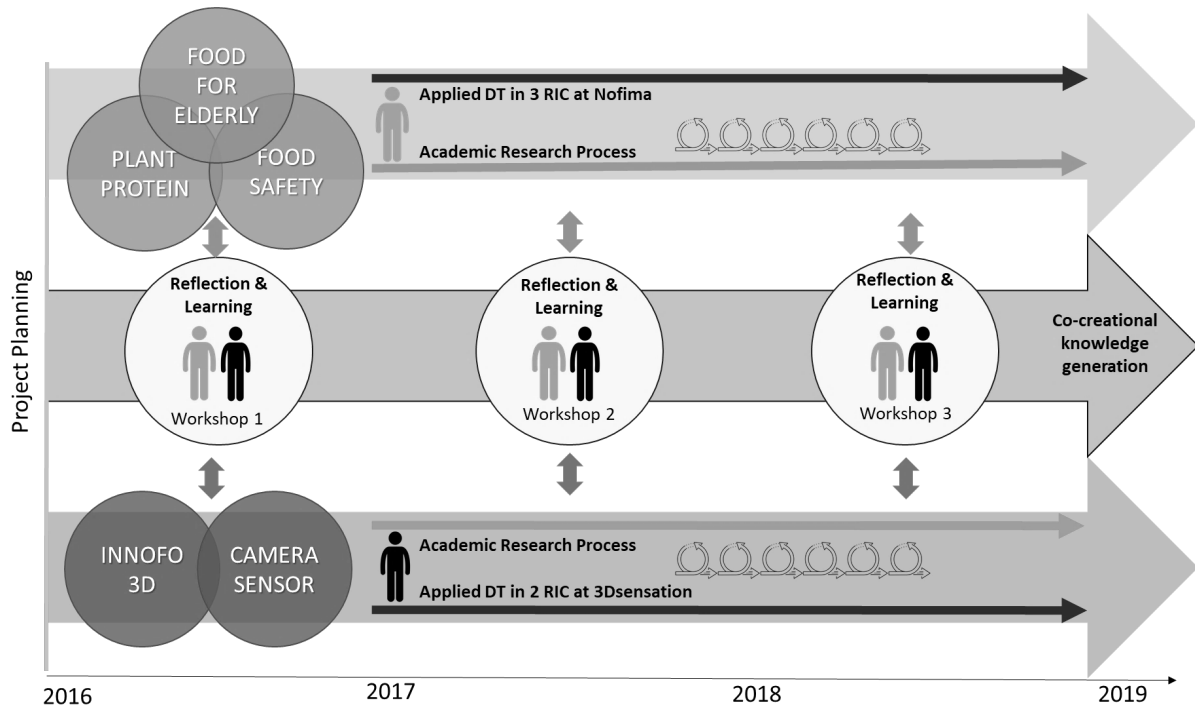 FOOD
FOR
ELDERLY
PLANT
PROTEIN
FOOD
SAFETY
Applied DT in 3 RIC at Nofima
Academic Research Process
Project Planning
Reflection &
Learning
Workshop 1
Reflection &
Learning
Workshop 2
Reflection &
Learning
Workshop 3
Co-creational
knowledge
generation
INNOFO
3D
CAMERA
SENSOR
Academic Research Process
Applied DT in 2 RIC at 3Dsensation
2016
2017
2018
2019